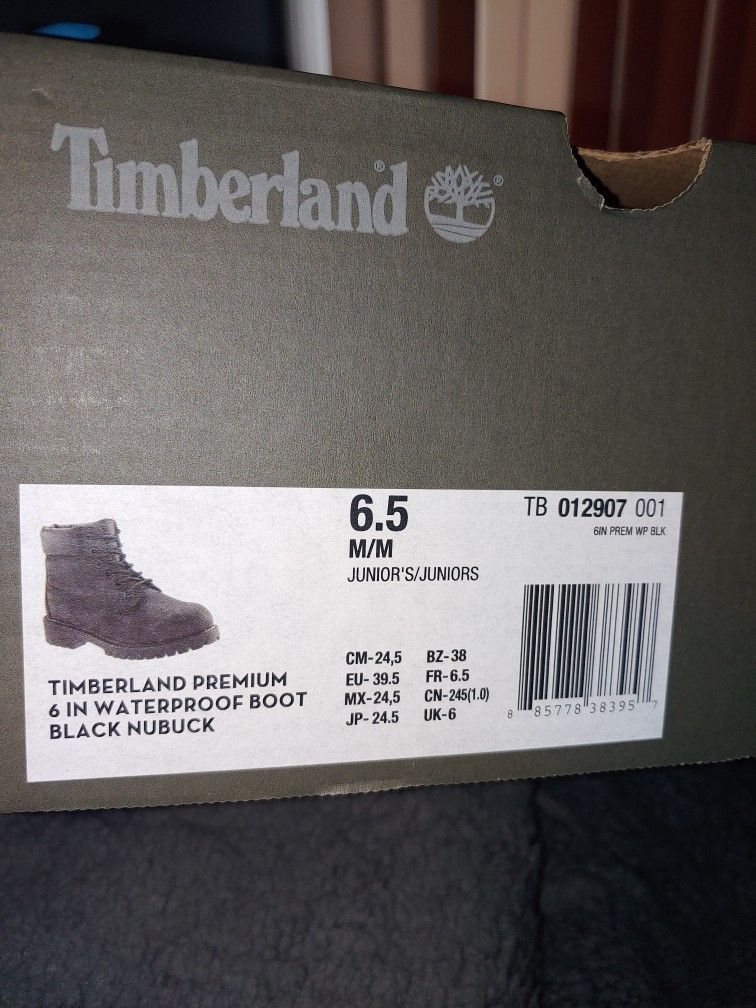 Timberland® ®
6.5
M/M
JUNIOR'S/JUNIORS
TB 012907 001
6IN PREM WP BLK
TIMBERLAND PREMIUM
6 IN WATERPROOF BOOT
BLACK NUBUCK
CM-24,5 BZ-38
EU-39.5 FR-6.5
MX-24,5 CN-245(1.0)
JP-24.5 UK-6
8 85778 38395 7